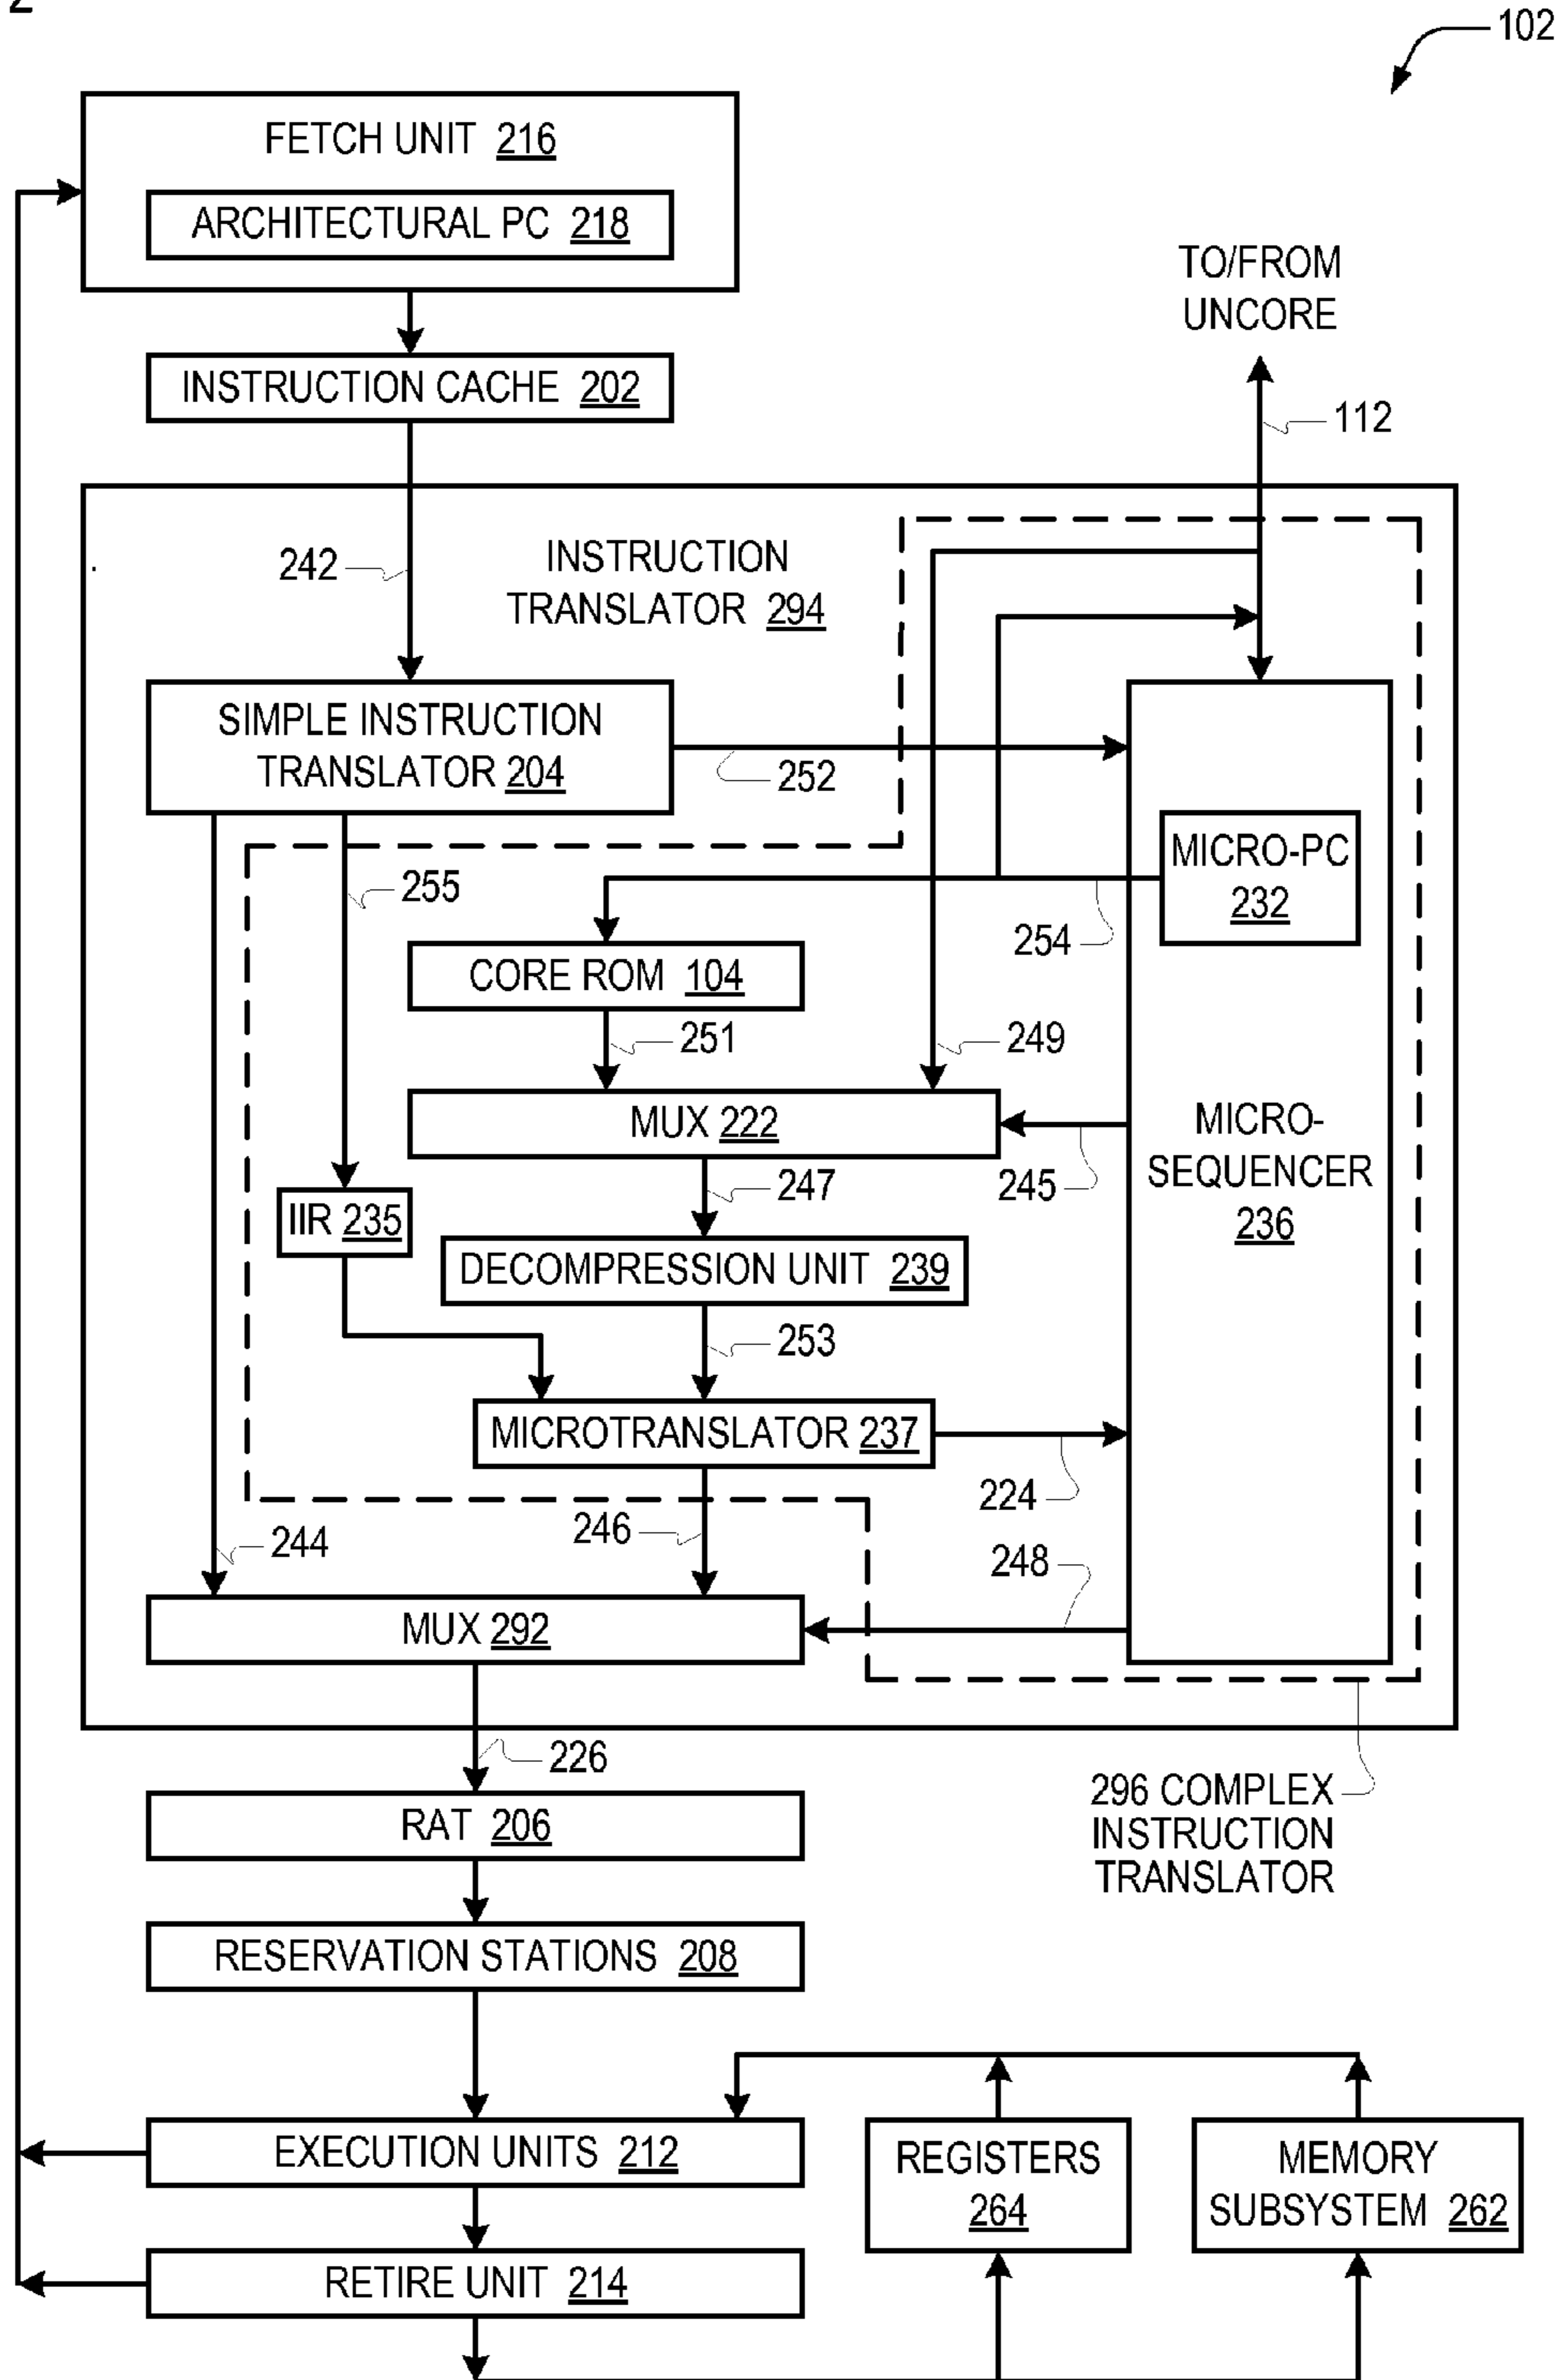 2
102
FETCH UNIT 216
ARCHITECTURAL PC 218
TO/FROM
UNCORE
INSTRUCTION CACHE 202
112
242
INSTRUCTION
TRANSLATOR 294
SIMPLE INSTRUCTION
TRANSLATOR 204
252
MICRO-PC
232
255
254
CORE ROM 104
251
249
MUX 222
MICRO-
SEQUENCER
236
245
247
IIR 235
DECOMPRESSION UNIT 239
253
MICROTRANSLATOR 237
224
244
246
248
MUX 292
226
296 COMPLEX
INSTRUCTION
TRANSLATOR
RAT 206
RESERVATION STATIONS 208
EXECUTION UNITS 212
REGISTERS
264
MEMORY
SUBSYSTEM 262
RETIRE UNIT 214